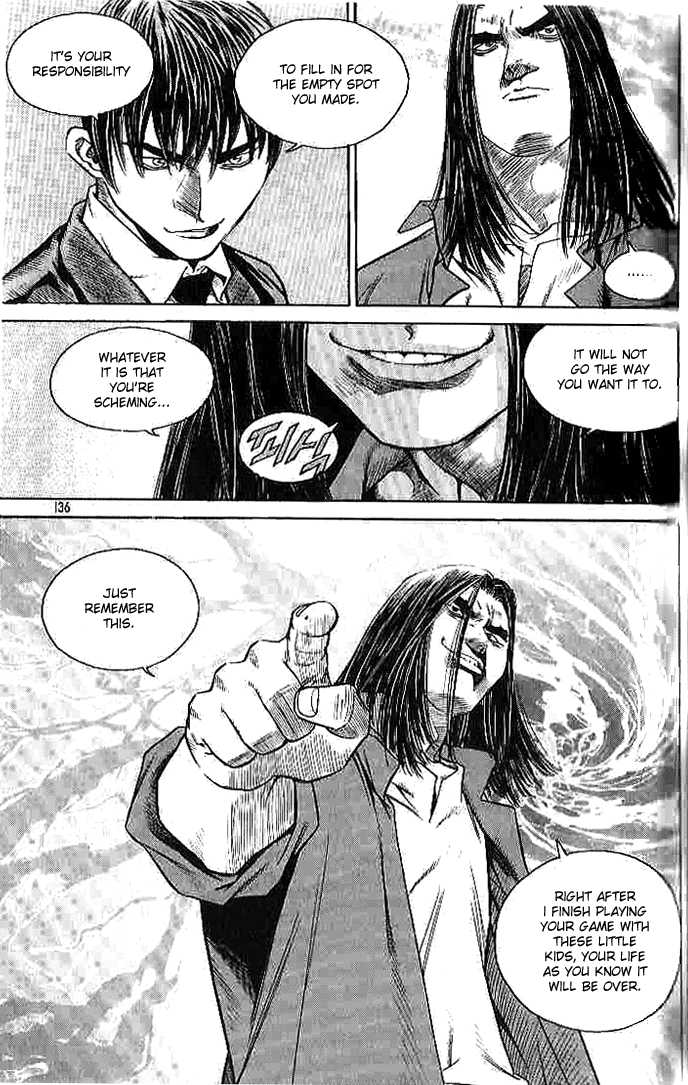 IT'S YOUR
RESPONSIBILITY
TO FILL IN FOR
THE EMPTY SPOT
YOU MADE.
......
WHATEVER
IT IS THAT
YOU'RE
SCHEMING...
피식
IT WILL NOT
GO THE WAY
YOU WANT IT TO.
136
JUST
REMEMBER
THIS.
RIGHT AFTER
I FINISH PLAYING
YOUR GAME WITH
THESE LITTLE
KIDS, YOUR LIFE
AS YOU KNOW IT
WILL BE OVER.